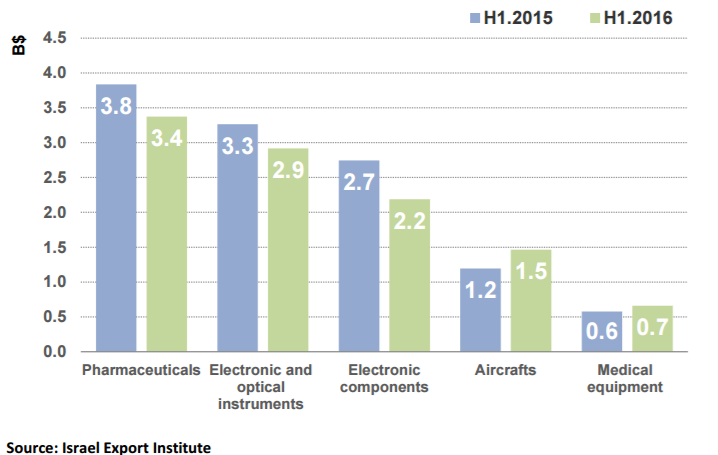 H1.2015 H1.2016
B$
4.5
4.0
3.5
3.0
2.5
2.0
1.5
1.0
0.5
0.0
3.8
3.4
3.3
2.9
2.7
2.2
1.2
1.5
0.6
0.7
Pharmaceuticals
Electronic and
optical
instruments
Electronic
components
Aircrafts
Medical
equipment
Source: Israel Export Institute